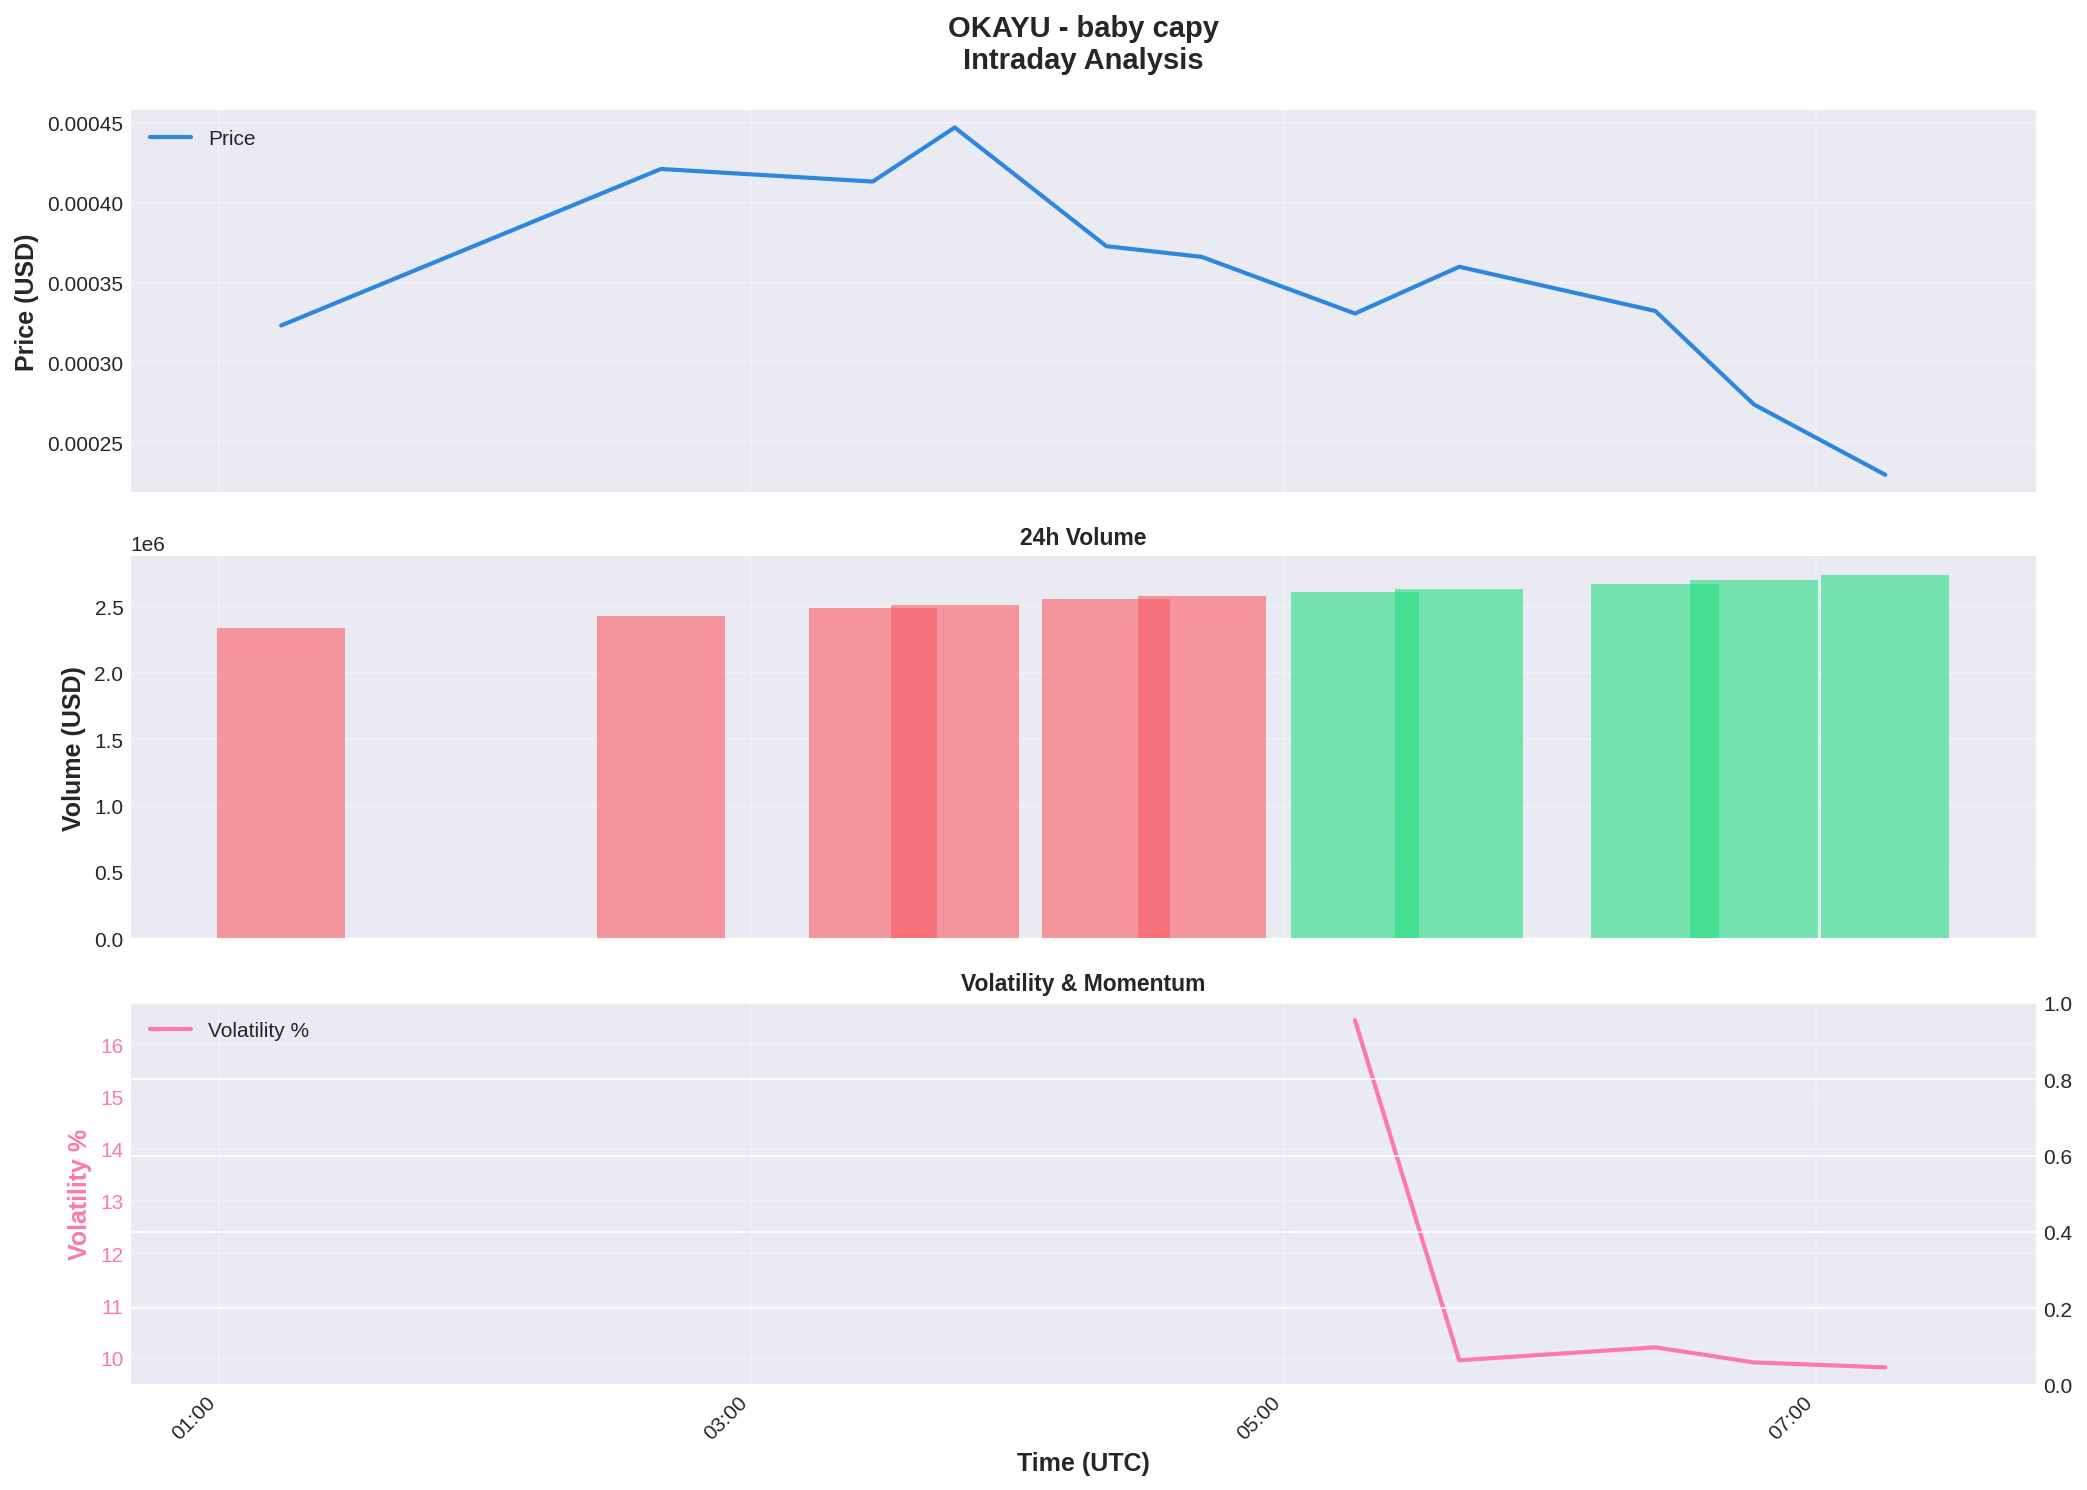 OKAYU - baby capy
Intraday Analysis
Price
0.00045
0.00040
0.00035
0.00030
0.00025
Price (USD)
24h Volume
1e6
2.5
2.0
1.5
1.0
0.5
0.0
Volume (USD)
Volatility & Momentum
Volatility %
16
15
14
13
12
11
10
Volatility %
1.0
0.8
0.6
0.4
0.2
0.0
01:00
03:00
05:00
07:00
Time (UTC)